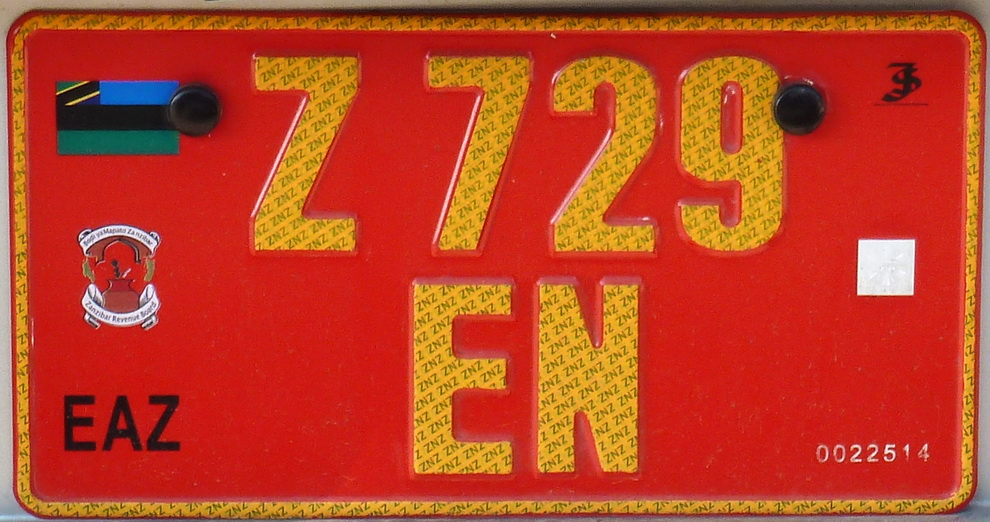 Z 729
EN
Bodi ya Mapato Zanzibar
Zanzibar Revenue Board
EAZ
0022514